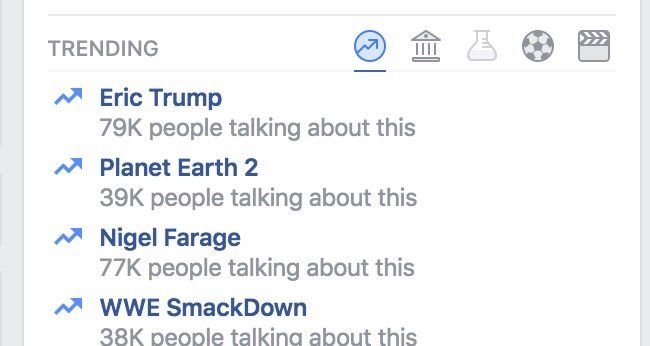 TRENDING
Eric Trump
79K people talking about this
Planet Earth 2
39K people talking about this
Nigel Farage
77K people talking about this
WWE SmackDown
38K people talking about this